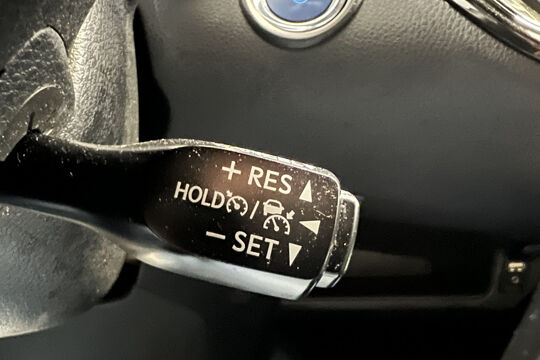 + RES
HOLD /
− SET